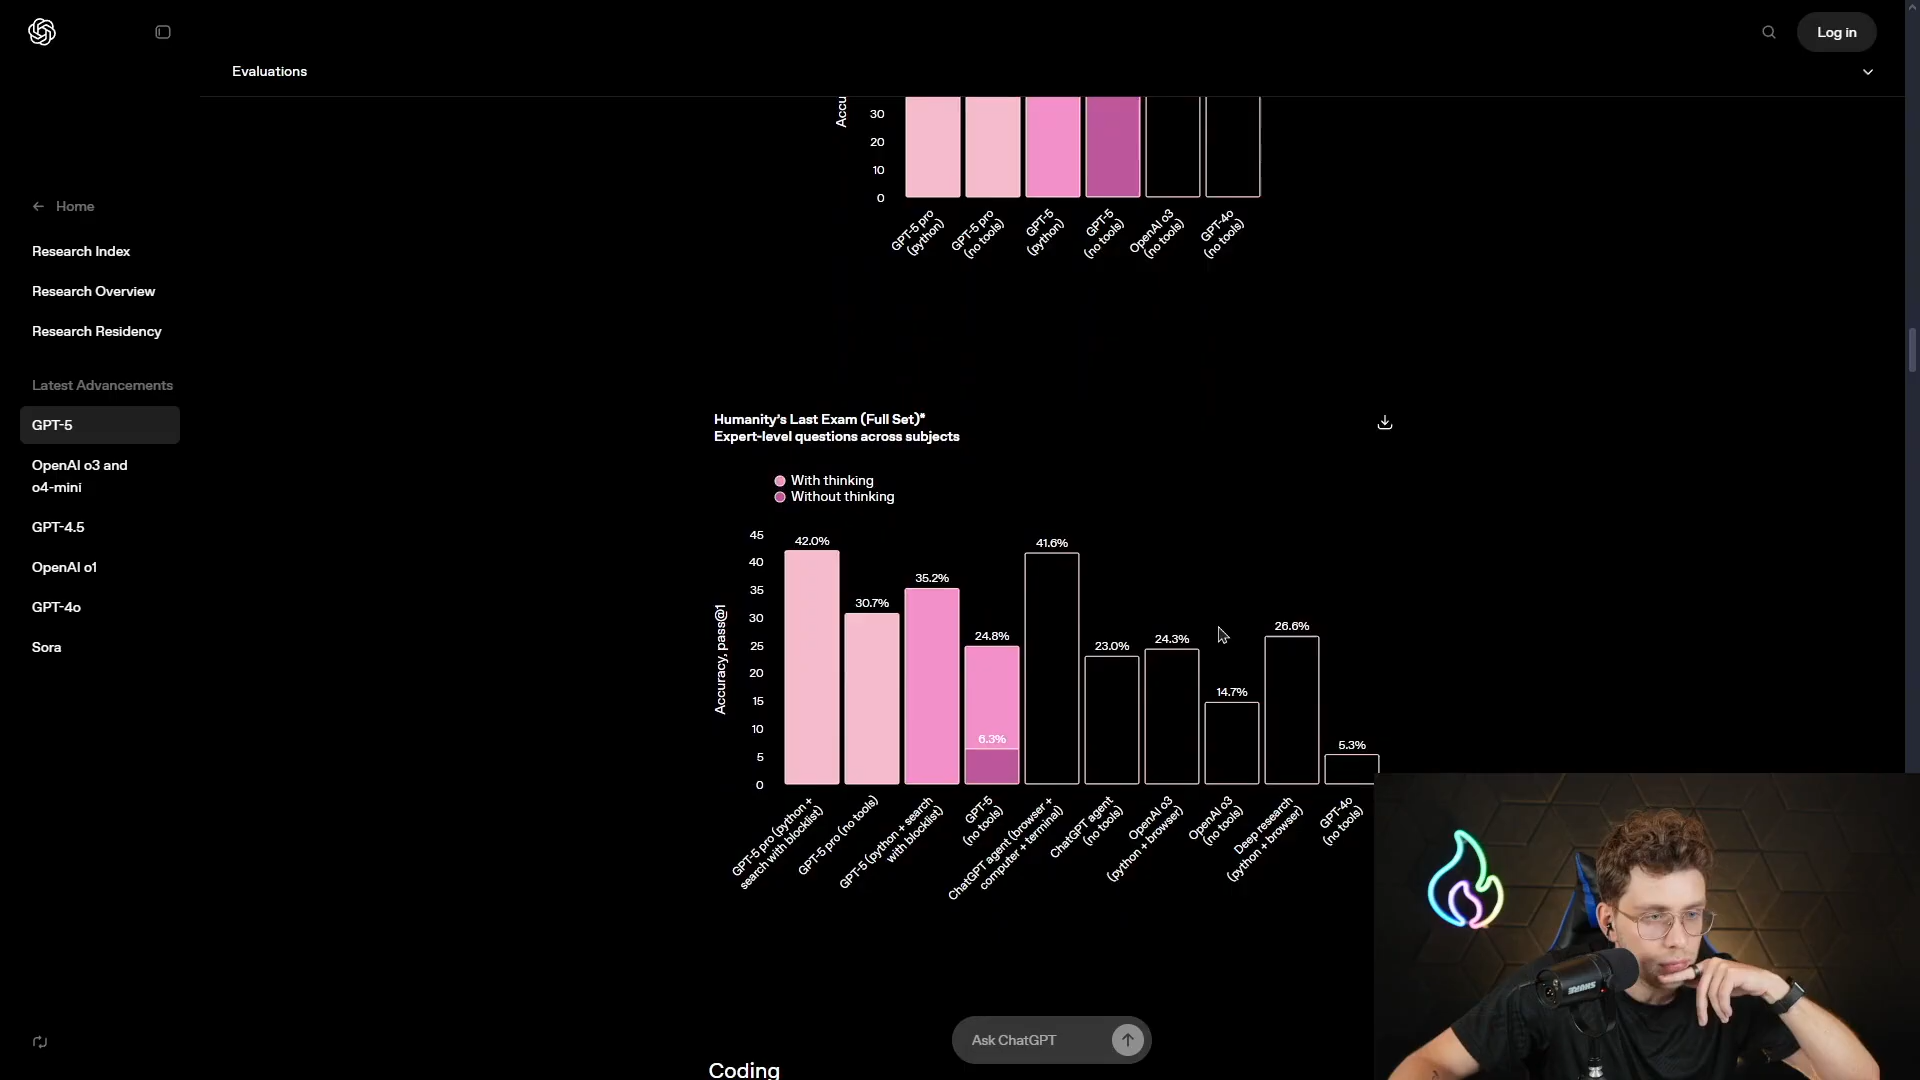 Log in
Evaluations
Home
Research Index
Research Overview
Research Residency
Latest Advancements
GPT-5
OpenAI o3 and
o4-mini
GPT-4.5
OpenAI o1
GPT-4o
Sora
Accu
30
20
10
0
GPT-5 pro
(python)
GPT-5 pro
(no tools)
GPT-5
(python)
GPT-5
(no tools)
OpenAI o3
(no tools)
GPT-4o
(no tools)
Humanity's Last Exam (Full Set)*
Expert-level questions across subjects
With thinking
Without thinking
Accuracy, pass@1
45
40
35
30
25
20
15
10
5
0
42.0%
30.7%
35.2%
24.8%
6.3%
41.6%
23.0%
24.3%
14.7%
26.6%
5.3%
GPT-5 pro (python +
search with blocklist)
GPT-5 pro (no tools)
GPT-5 (python + search
with blocklist)
GPT-5
(no tools)
ChatGPT agent (browser +
computer + terminal)
ChatGPT agent
(no tools)
OpenAI o3
(python + browser)
OpenAI o3
(no tools)
Deep research
(python + browser)
GPT-4o
(no tools)
Ask ChatGPT
Coding
SHURE